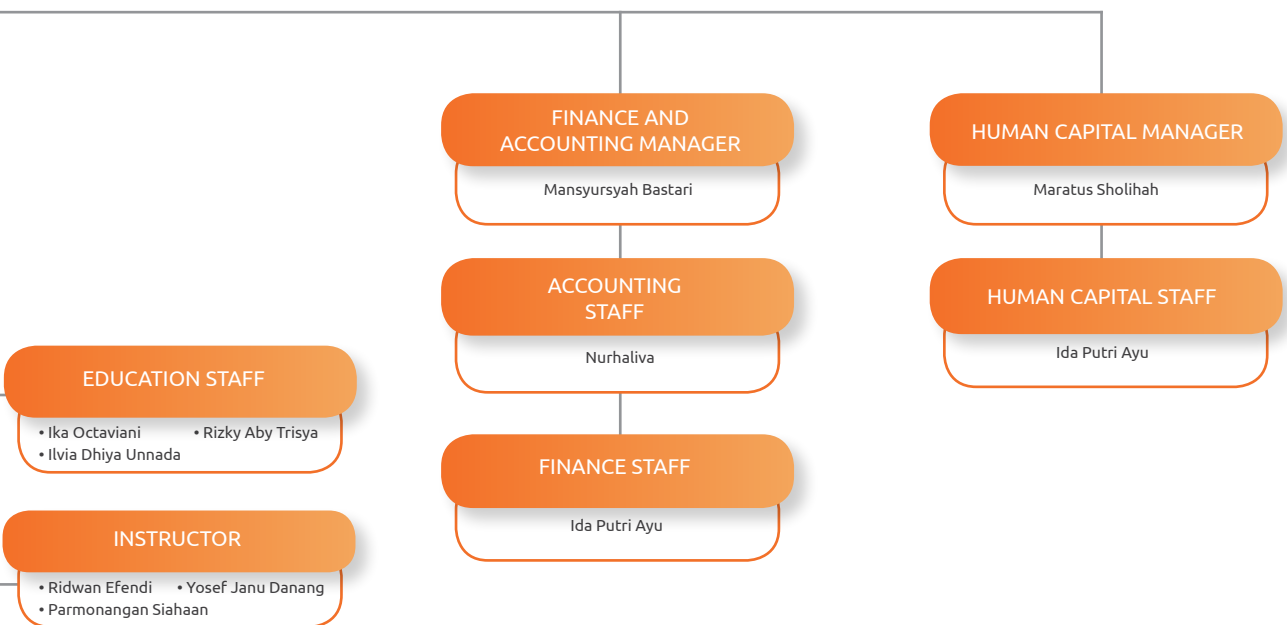 FINANCE AND
ACCOUNTING MANAGER
Mansyursyah Bastari
HUMAN CAPITAL MANAGER
Maratus Sholihah
ACCOUNTING
STAFF
Nurhaliva
HUMAN CAPITAL STAFF
Ida Putri Ayu
EDUCATION STAFF
• Ika Octaviani • Rizky Aby Trisya
• Ilvia Dhiya Unnada
FINANCE STAFF
Ida Putri Ayu
INSTRUCTOR
• Ridwan Efendi • Yosef Janu Danang
• Parmonangan Siahaan